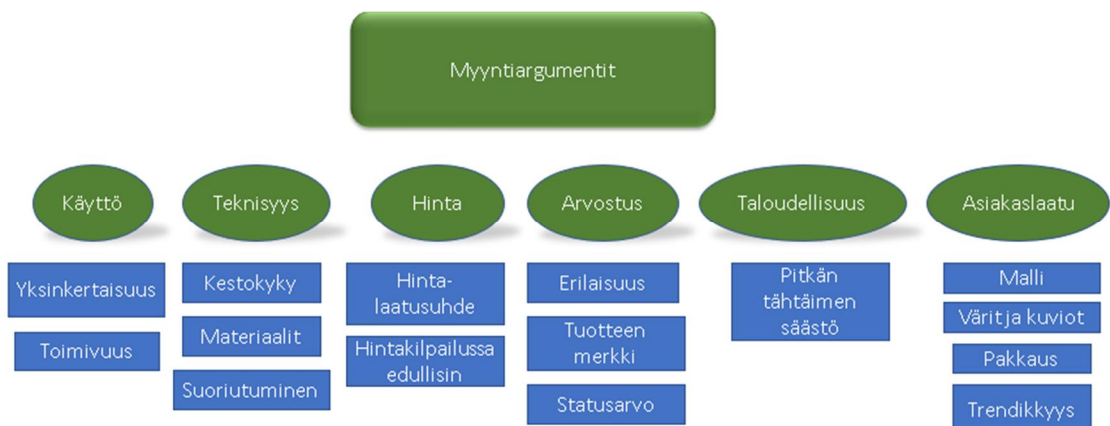 Myyntiargumentit
Käyttö
Teknisyys
Hinta
Arvostus
Taloudellisuus
Asiakaslaatu
Yksinkertaisuus
Toimivuus
Kestokyky
Materiaalit
Suoriutuminen
Hinta-
laatusuhde
Hintakilpailussa
edullisin
Erilaisuus
Tuotteen
merkki
Statusarvo
Pitkän
tähtäimen
säästö
Malli
Värit ja kuviot
Pakkaus
Trendikkyys